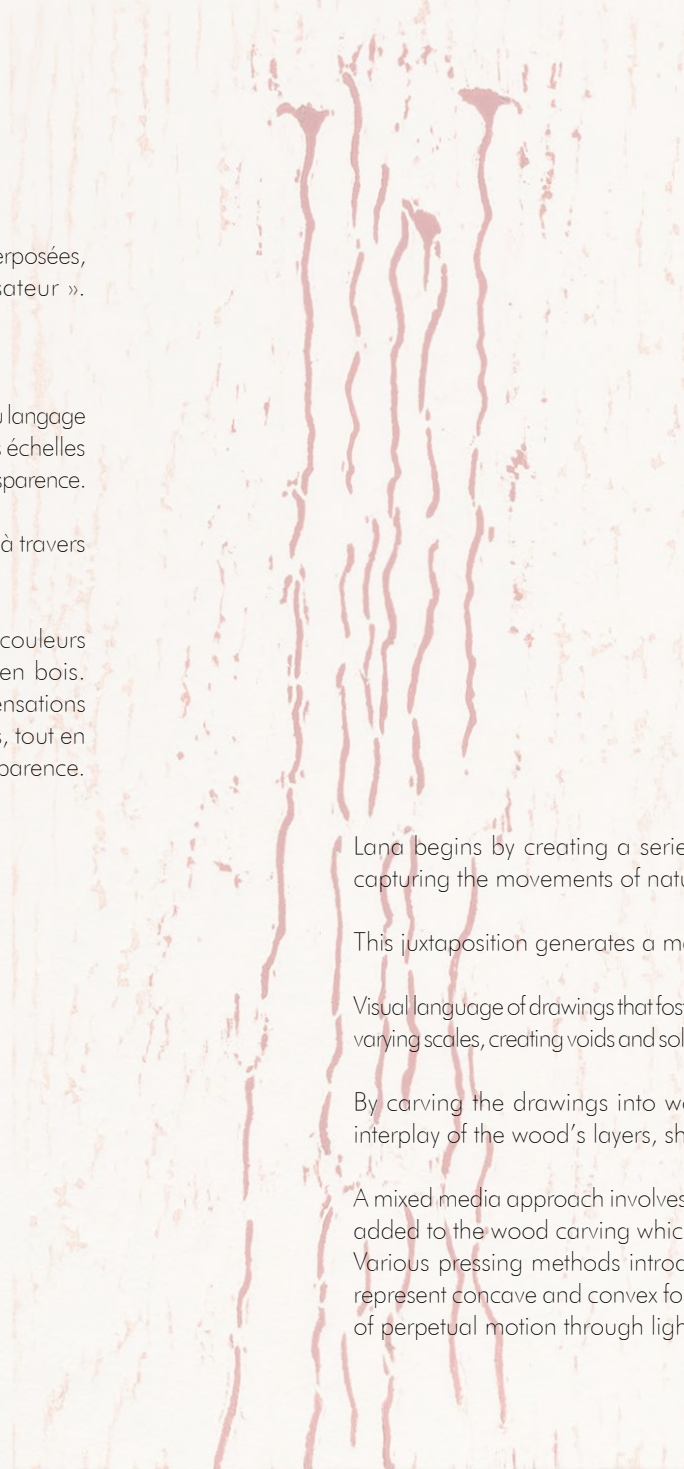 erposées,
sateur ».
langage
échelles
sparence.
à travers
couleurs
en bois.
ensations
, tout en
parence.
Lana begins by creating a serie
capturing the movements of natu
This juxtaposition generates a m
Visual language of drawings that fost
varying scales, creating voids and sol
By carving the drawings into w
interplay of the wood's layers, sh
A mixed media approach involves
added to the wood carving whic
Various pressing methods introd
represent concave and convex fo
of perpetual motion through ligh